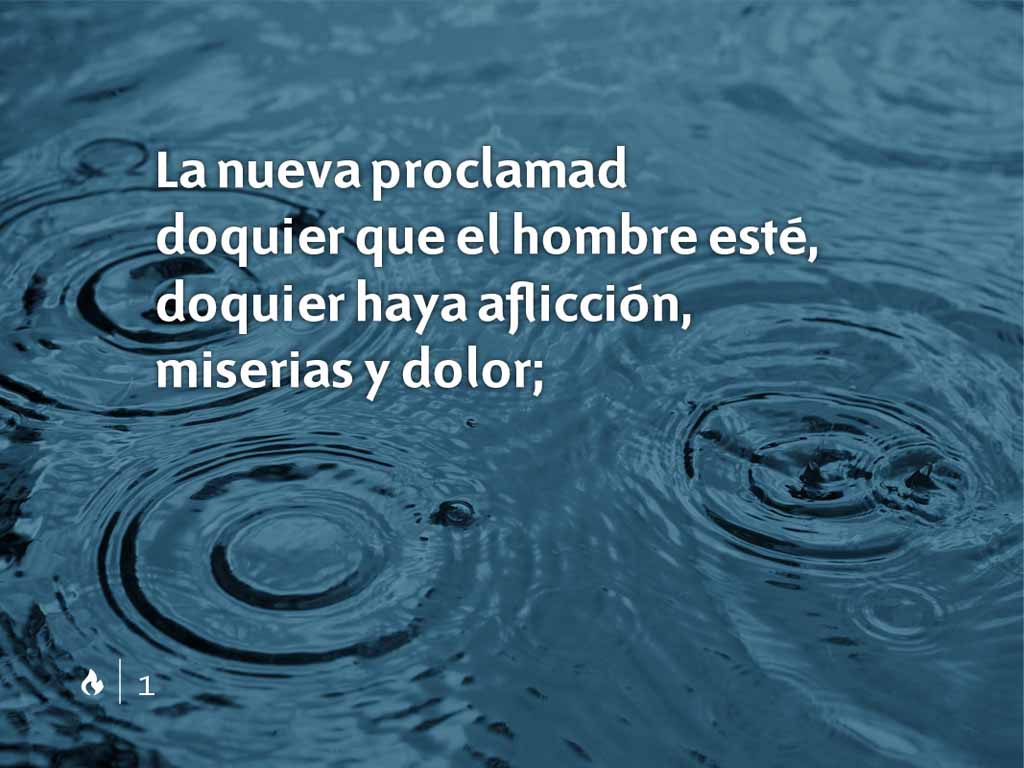 La nueva proclamad
doquier que el hombre esté,
doquier haya aflicción,
miserias y dolor;
1